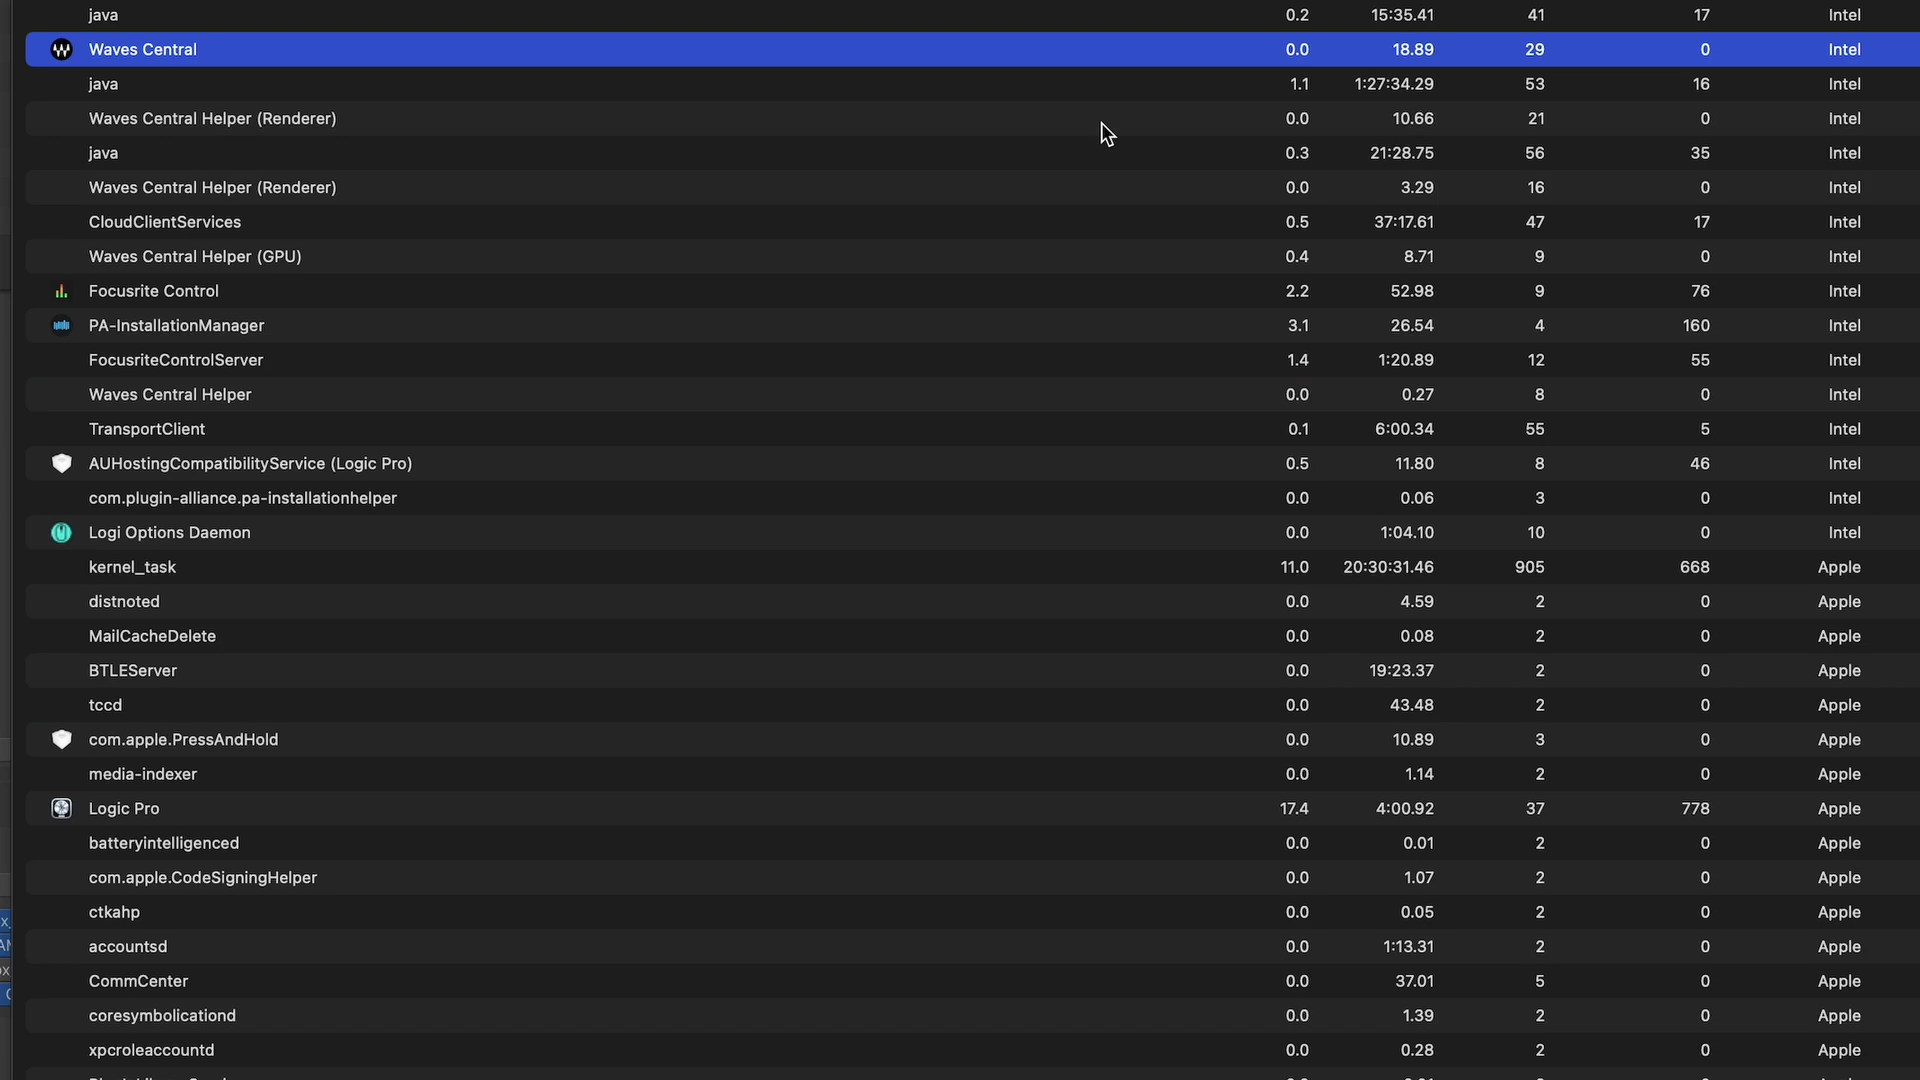 java 0.2 15:35.41 41 17 Intel
Waves Central 0.0 18.89 29 0 Intel
java 1.1 1:27:34.29 53 16 Intel
Waves Central Helper (Renderer) 0.0 10.66 21 0 Intel
java 0.3 21:28.75 56 35 Intel
Waves Central Helper (Renderer) 0.0 3.29 16 0 Intel
CloudClientServices 0.5 37:17.61 47 17 Intel
Waves Central Helper (GPU) 0.4 8.71 9 0 Intel
Focusrite Control 2.2 52.98 9 76 Intel
PA-InstallationManager 3.1 26.54 4 160 Intel
FocusriteControlServer 1.4 1:20.89 12 55 Intel
Waves Central Helper 0.0 0.27 8 0 Intel
TransportClient 0.1 6:00.34 55 5 Intel
AUHostingCompatibilityService (Logic Pro) 0.5 11.80 8 46 Intel
com.plugin-alliance.pa-installationhelper 0.0 0.06 3 0 Intel
Logi Options Daemon 0.0 1:04.10 10 0 Intel
kernel_task 11.0 20:30:31.46 905 668 Apple
distnoted 0.0 4.59 2 0 Apple
MailCacheDelete 0.0 0.08 2 0 Apple
BTLEServer 0.0 19:23.37 2 0 Apple
tccd 0.0 43.48 2 0 Apple
com.apple.PressAndHold 0.0 10.89 3 0 Apple
media-indexer 0.0 1.14 2 0 Apple
Logic Pro 17.4 4:00.92 37 778 Apple
batteryintelligenced 0.0 0.01 2 0 Apple
com.apple.CodeSigningHelper 0.0 1.07 2 0 Apple
ctkahp 0.0 0.05 2 0 Apple
accountsd 0.0 1:13.31 2 0 Apple
CommCenter 0.0 37.01 5 0 Apple
coresymbolicationd 0.0 1.39 2 0 Apple
xpcroleaccountd 0.0 0.28 2 0 Apple